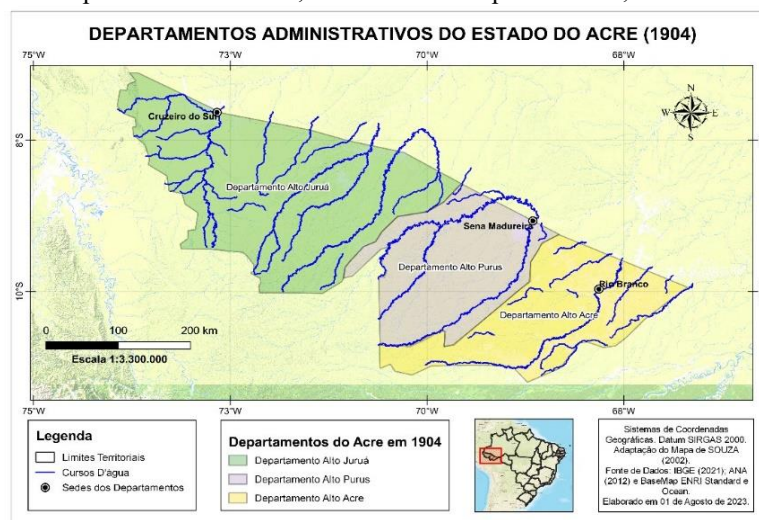 DEPARTAMENTOS ADMINISTRATIVOS DO ESTADO DO ACRE (1904)
75°W 73°W 70°W 68°W
8°S 8°S
10°S 10°S
N
W E
S
Cruzeiro do Sul
Departamento Alto Juruá
Sena Madureira
Departamento Alto Purus
Rio Branco
Departamento Alto Acre
0 100 200 km
Escala 1:3.300.000
75°W 73°W 70°W 68°W
Legenda
Limites Territoriais
Cursos D'água
Sedes dos Departamentos
Departamentos do Acre em 1904
Departamento Alto Juruá
Departamento Alto Purus
Departamento Alto Acre
Sistemas de Coordenadas
Geográficas. Datum SIRGAS 2000.
Adaptação do Mapa de SOUZA
(2002).
Fonte de Dados: IBGE (2021); ANA
(2012) e BaseMap ENRI Standard e
Ocean.
Elaborado em 01 de Agosto de 2023.